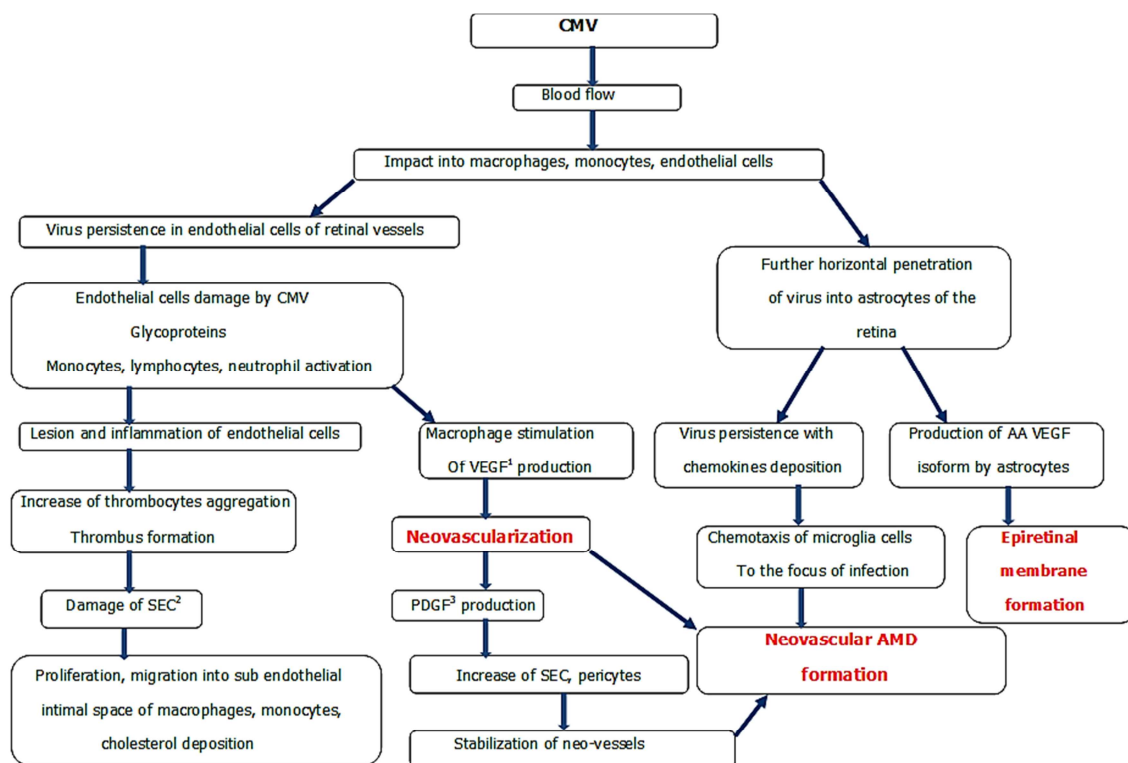 CMV
Blood flow
Impact into macrophages, monocytes, endothelial cells
Virus persistence in endothelial cells of retinal vessels
Endothelial cells damage by CMV
Glycoproteins
Monocytes, lymphocytes, neutrophil activation
Lesion and inflammation of endothelial cells
Increase of thrombocytes aggregation
Thrombus formation
Damage of SEC²
Proliferation, migration into sub endothelial
intimal space of macrophages, monocytes,
cholesterol deposition
Macrophage stimulation
Of VEGF¹ production
Neovascularization
PDGF³ production
Increase of SEC, pericytes
Stabilization of neo-vessels
Further horizontal penetration
of virus into astrocytes of the
retina
Virus persistence with
chemokines deposition
Chemotaxis of microglia cells
To the focus of infection
Neovascular AMD
formation
Production of AA VEGF
isoform by astrocytes
Epiretinal
membrane
formation